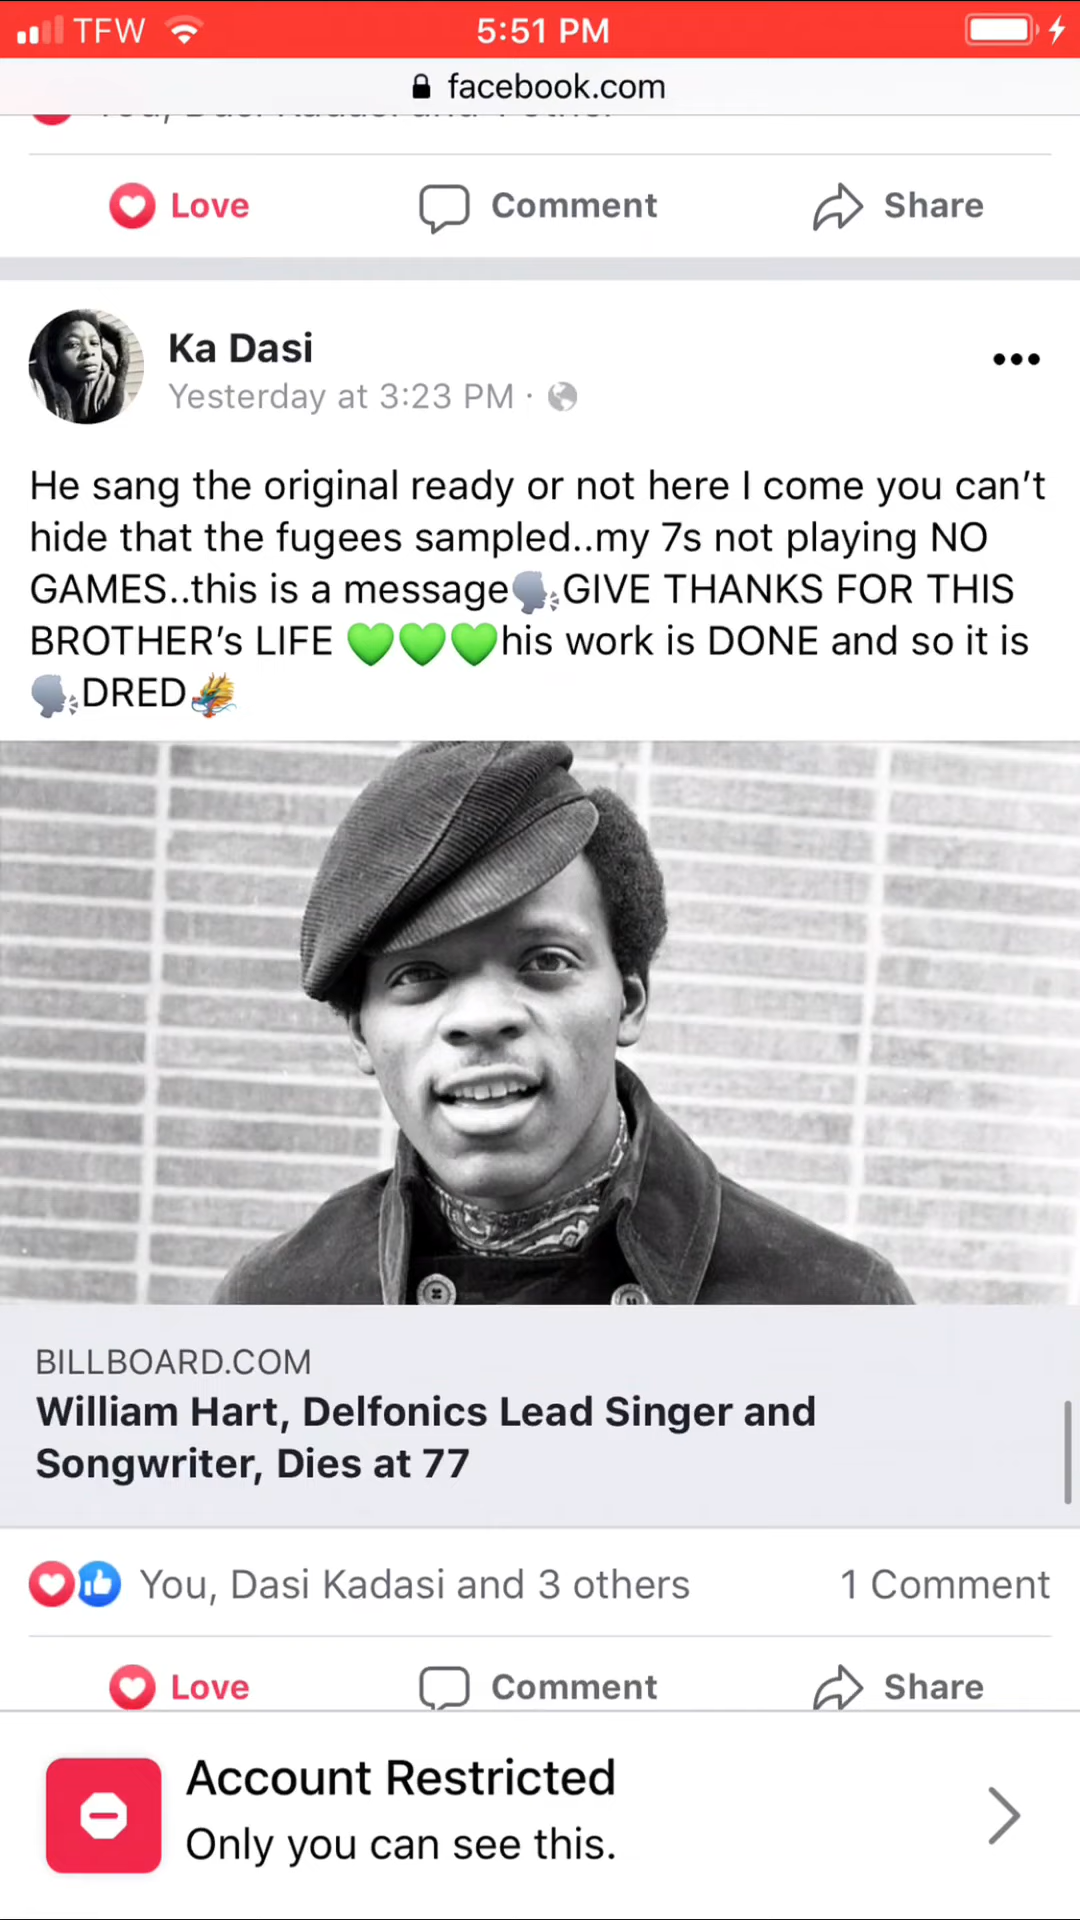 TFW 5:51 PM
facebook.com
Love Comment Share
Ka Dasi
Yesterday at 3:23 PM ·
He sang the original ready or not here I come you can’t
hide that the fugees sampled..my 7s not playing NO
GAMES..this is a message🗣️GIVE THANKS FOR THIS
BROTHER’s LIFE 💚💚💚his work is DONE and so it is
🗣️DRED🐉
BILLBOARD.COM
William Hart, Delfonics Lead Singer and
Songwriter, Dies at 77
You, Dasi Kadasi and 3 others 1 Comment
Love Comment Share
Account Restricted
Only you can see this.